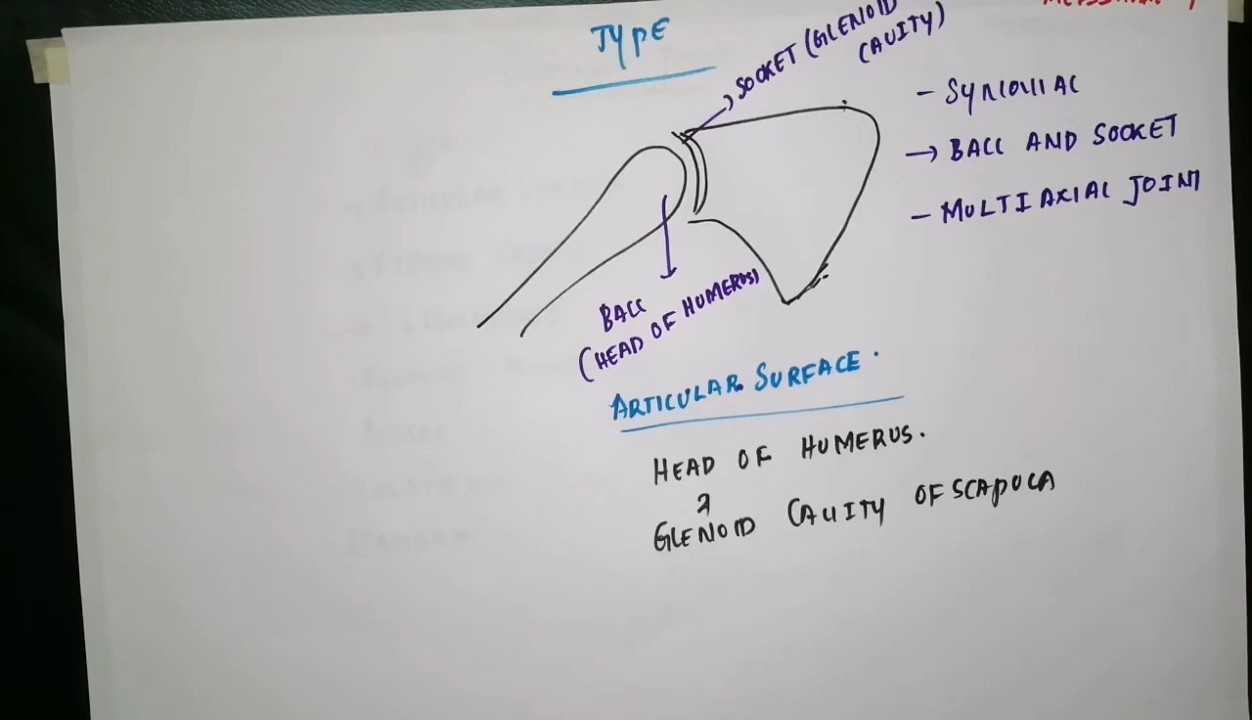 TYPE
SOCKET (GLENOID
CAVITY)
- SYNOVIAL
→ BALL AND SOCKET
- MULTIAXIAL JOINT
BALL
(HEAD OF HUMERUS)
ARTICULAR SURFACE.
HEAD OF HUMERUS.
&
GLENOID CAVITY OF SCAPULA